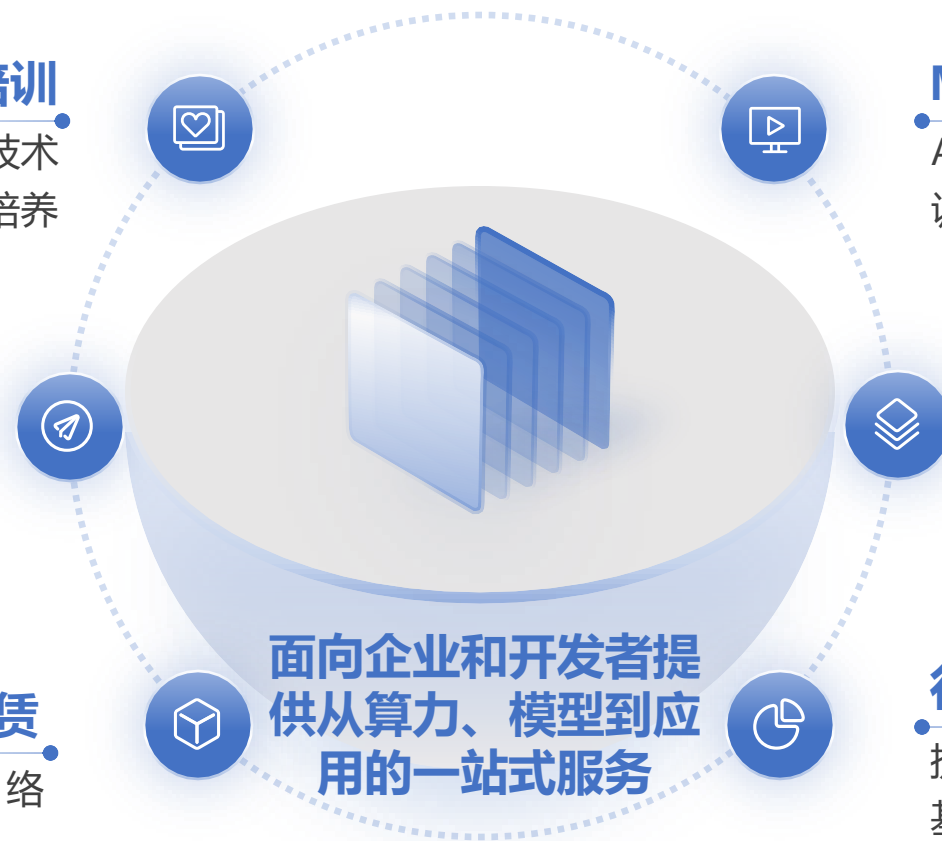 培训
技术
培养
面向企业和开发者提
供从算力、模型到应
用的一站式服务
赁
络